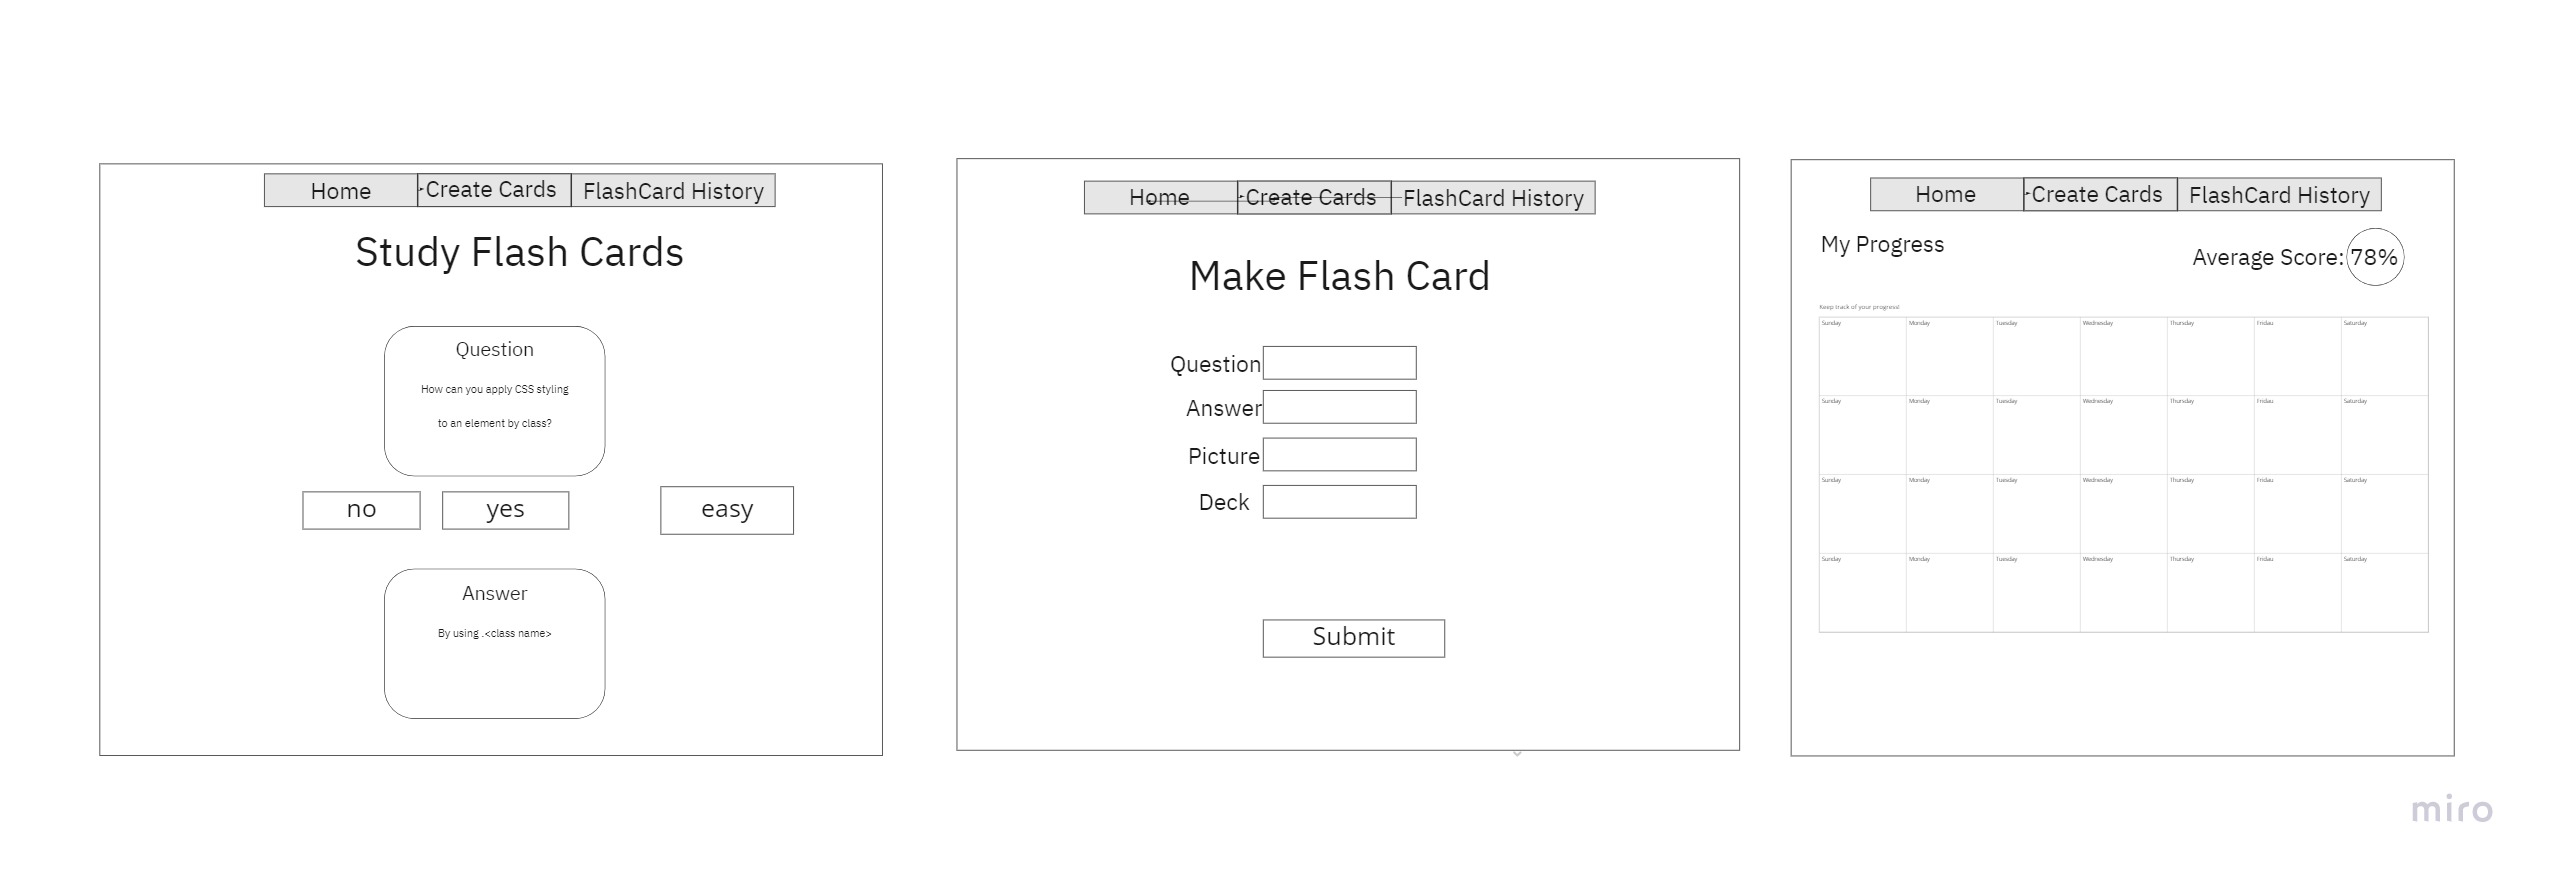 Home
Create Cards
FlashCard History
Study Flash Cards
Question
How can you apply CSS styling
to an element by class?
no
yes
easy
Answer
By using .<class name>
Home
Create Cards
FlashCard History
Make Flash Card
Question
Answer
Picture
Deck
Submit
Home
Create Cards
FlashCard History
My Progress
Average Score:
78%
Keep track of your progress!
Sunday Monday Tuesday Wednesday Thursday Fridau Saturday
Sunday Monday Tuesday Wednesday Thursday Fridau Saturday
Sunday Monday Tuesday Wednesday Thursday Fridau Saturday
Sunday Monday Tuesday Wednesday Thursday Fridau Saturday
miro